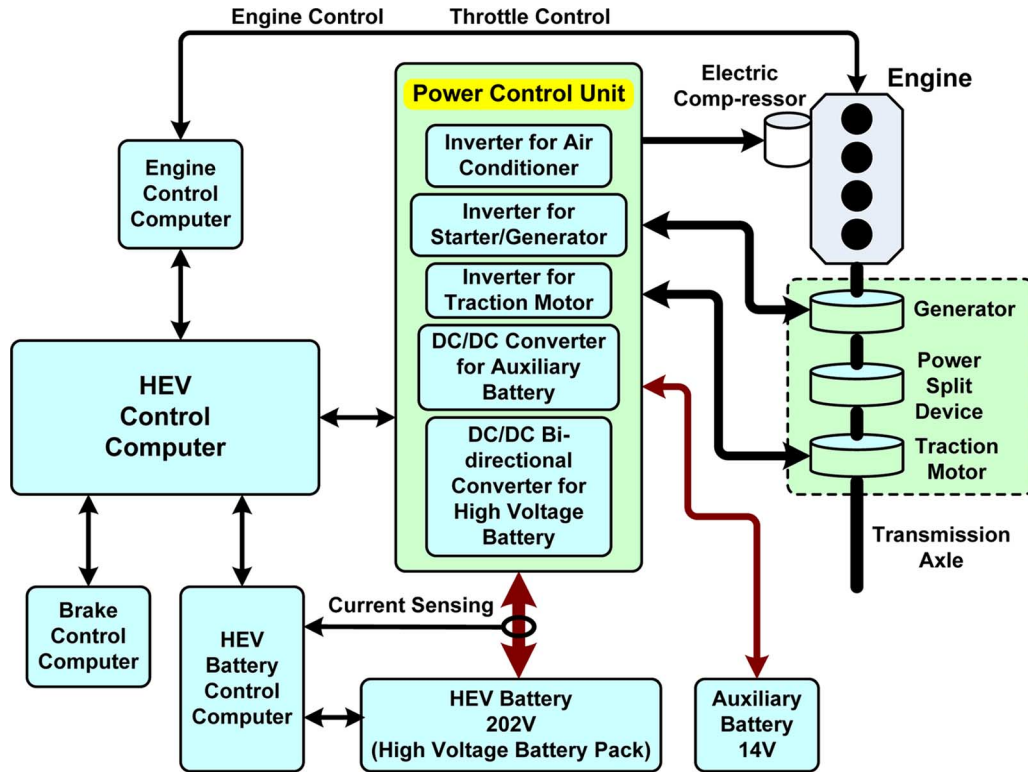 Engine Control
Throttle Control
Engine
Electric
Comp-ressor
Power Control Unit
Inverter for Air
Conditioner
Inverter for
Starter/Generator
Inverter for
Traction Motor
DC/DC Converter
for Auxiliary
Battery
DC/DC Bi-
directional
Converter for
High Voltage
Battery
Engine
Control
Computer
HEV
Control
Computer
Generator
Power
Split
Device
Traction
Motor
Transmission
Axle
Brake
Control
Computer
HEV
Battery
Control
Computer
Current Sensing
HEV Battery
202V
(High Voltage Battery Pack)
Auxiliary
Battery
14V